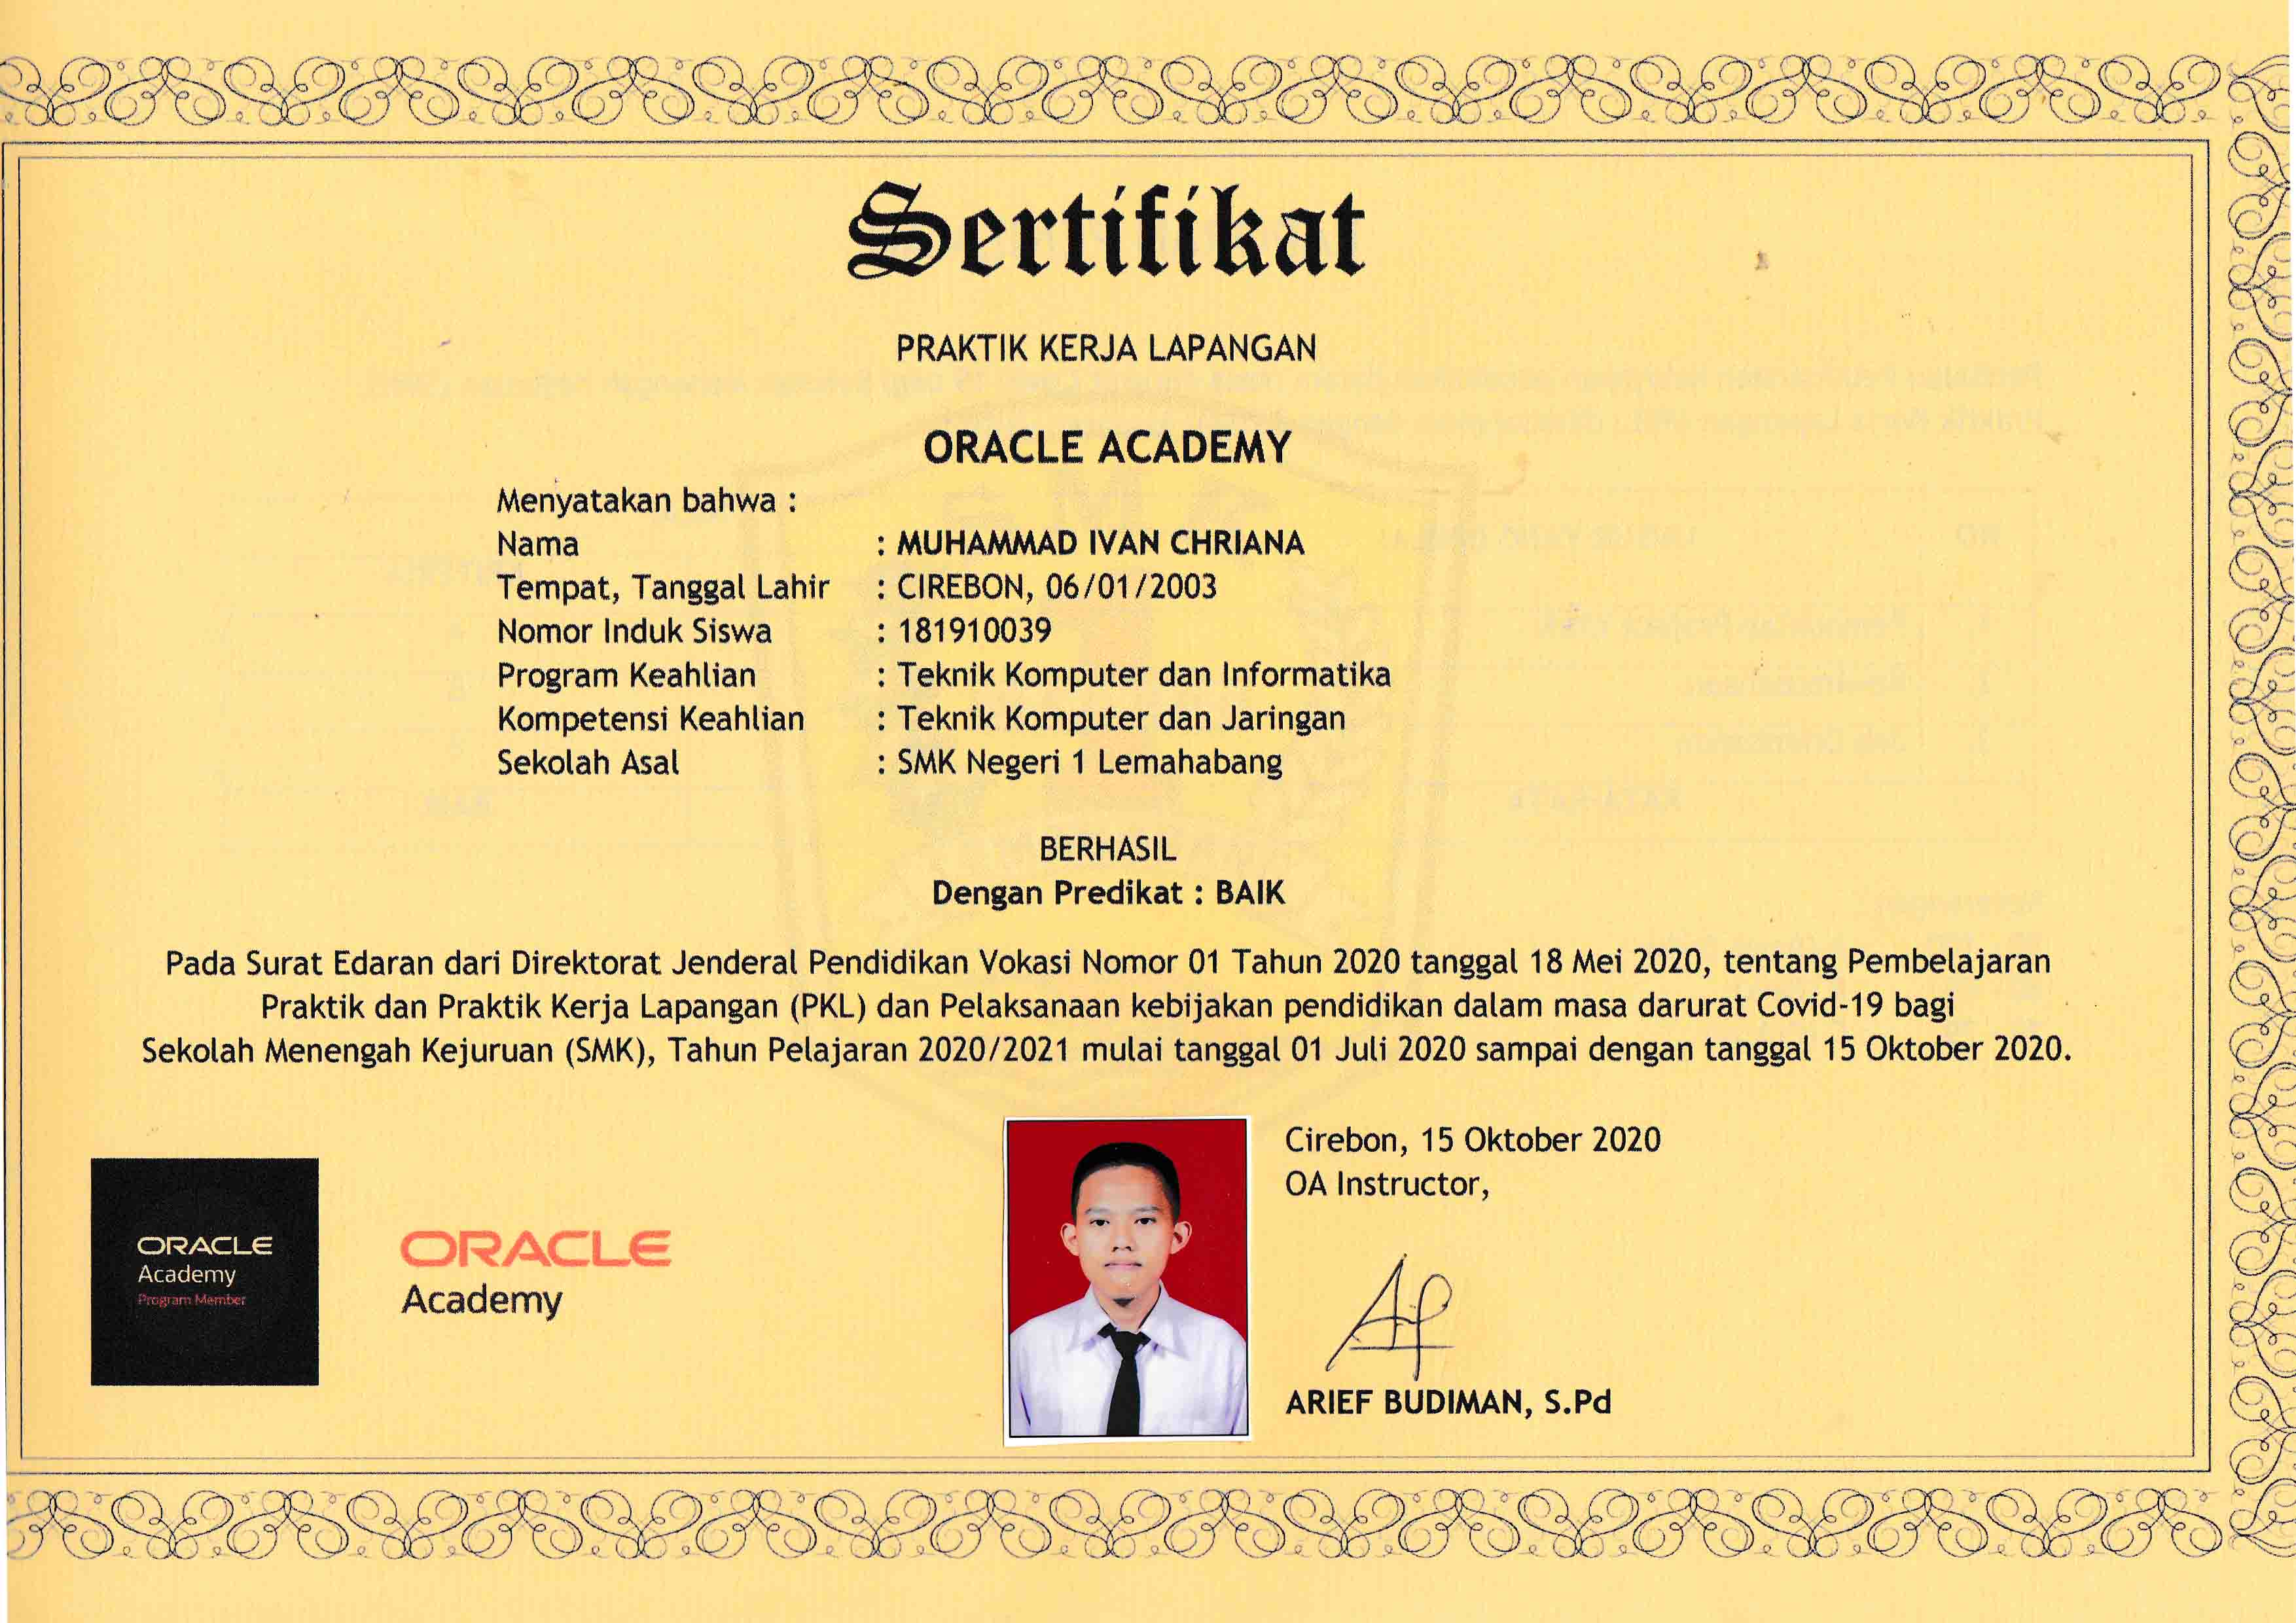 Sertifikat
PRAKTIK KERJA LAPANGAN
ORACLE ACADEMY
Menyatakan bahwa :
Nama : MUHAMMAD IVAN CHRIANA
Tempat, Tanggal Lahir : CIREBON, 06/01/2003
Nomor Induk Siswa : 181910039
Program Keahlian : Teknik Komputer dan Informatika
Kompetensi Keahlian : Teknik Komputer dan Jaringan
Sekolah Asal : SMK Negeri 1 Lemahabang
BERHASIL
Dengan Predikat : BAIK
Pada Surat Edaran dari Direktorat Jenderal Pendidikan Vokasi Nomor 01 Tahun 2020 tanggal 18 Mei 2020, tentang Pembelajaran
Praktik dan Praktik Kerja Lapangan (PKL) dan Pelaksanaan kebijakan pendidikan dalam masa darurat Covid-19 bagi
Sekolah Menengah Kejuruan (SMK), Tahun Pelajaran 2020/2021 mulai tanggal 01 Juli 2020 sampai dengan tanggal 15 Oktober 2020.
Cirebon, 15 Oktober 2020
OA Instructor,
ORACLE
Academy
Program Member
ORACLE
Academy
ARIEF BUDIMAN, S.Pd